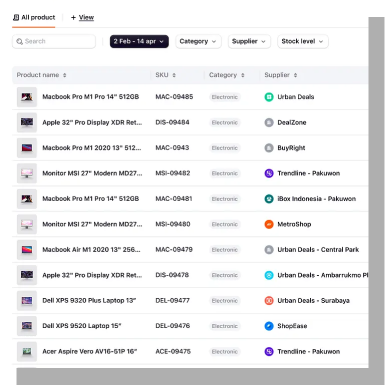 All product + View
Search 2 Feb - 14 apr Category Supplier Stock level
Product name SKU Category Supplier
Macbook Pro M1 Pro 14" 512GB MAC-09485 Electronic Urban Deals
Apple 32" Pro Display XDR Ret... DIS-09484 Electronic DealZone
Macbook Pro M1 2020 13" 512... MAC-0943 Electronic BuyRight
Monitor MSI 27" Modern MD27... MSI-09482 Electronic Trendline - Pakuwon
Macbook Pro M1 Pro 14" 512GB MAC-09481 Electronic iBox Indonesia - Pakuwon
Monitor MSI 27" Modern MD27... MSI-09480 Electronic MetroShop
Macbook Air M1 2020 13" 256... MAC-09479 Electronic Urban Deals - Central Park
Apple 32" Pro Display XDR Ret... DIS-09478 Electronic Urban Deals - Ambarrukmo Pl
Dell XPS 9320 Plus Laptop 13" DEL-09477 Electronic Urban Deals - Surabaya
Dell XPS 9520 Laptop 15" DEL-09476 Electronic ShopEase
Acer Aspire Vero AV16-51P 16" ACE-09475 Electronic Trendline - Pakuwon